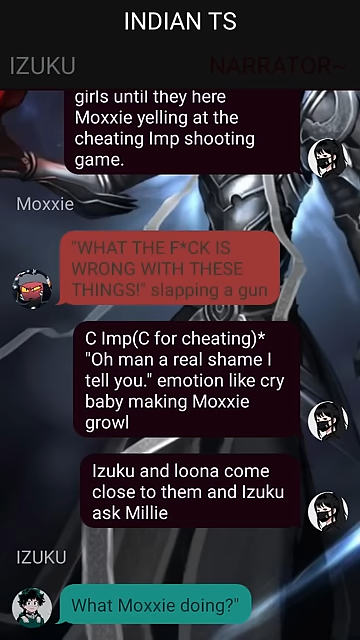 INDIAN TS
IZUKU
NARRATOR~
girls until they here
Moxxie yelling at the
cheating Imp shooting
game.
Moxxie
"WHAT THE F*CK IS
WRONG WITH THESE
THINGS!" slapping a gun
C Imp(C for cheating)*
"Oh man a real shame I
tell you." emotion like cry
baby making Moxxie
growl
Izuku and loona come
close to them and Izuku
ask Millie
IZUKU
What Moxxie doing?"